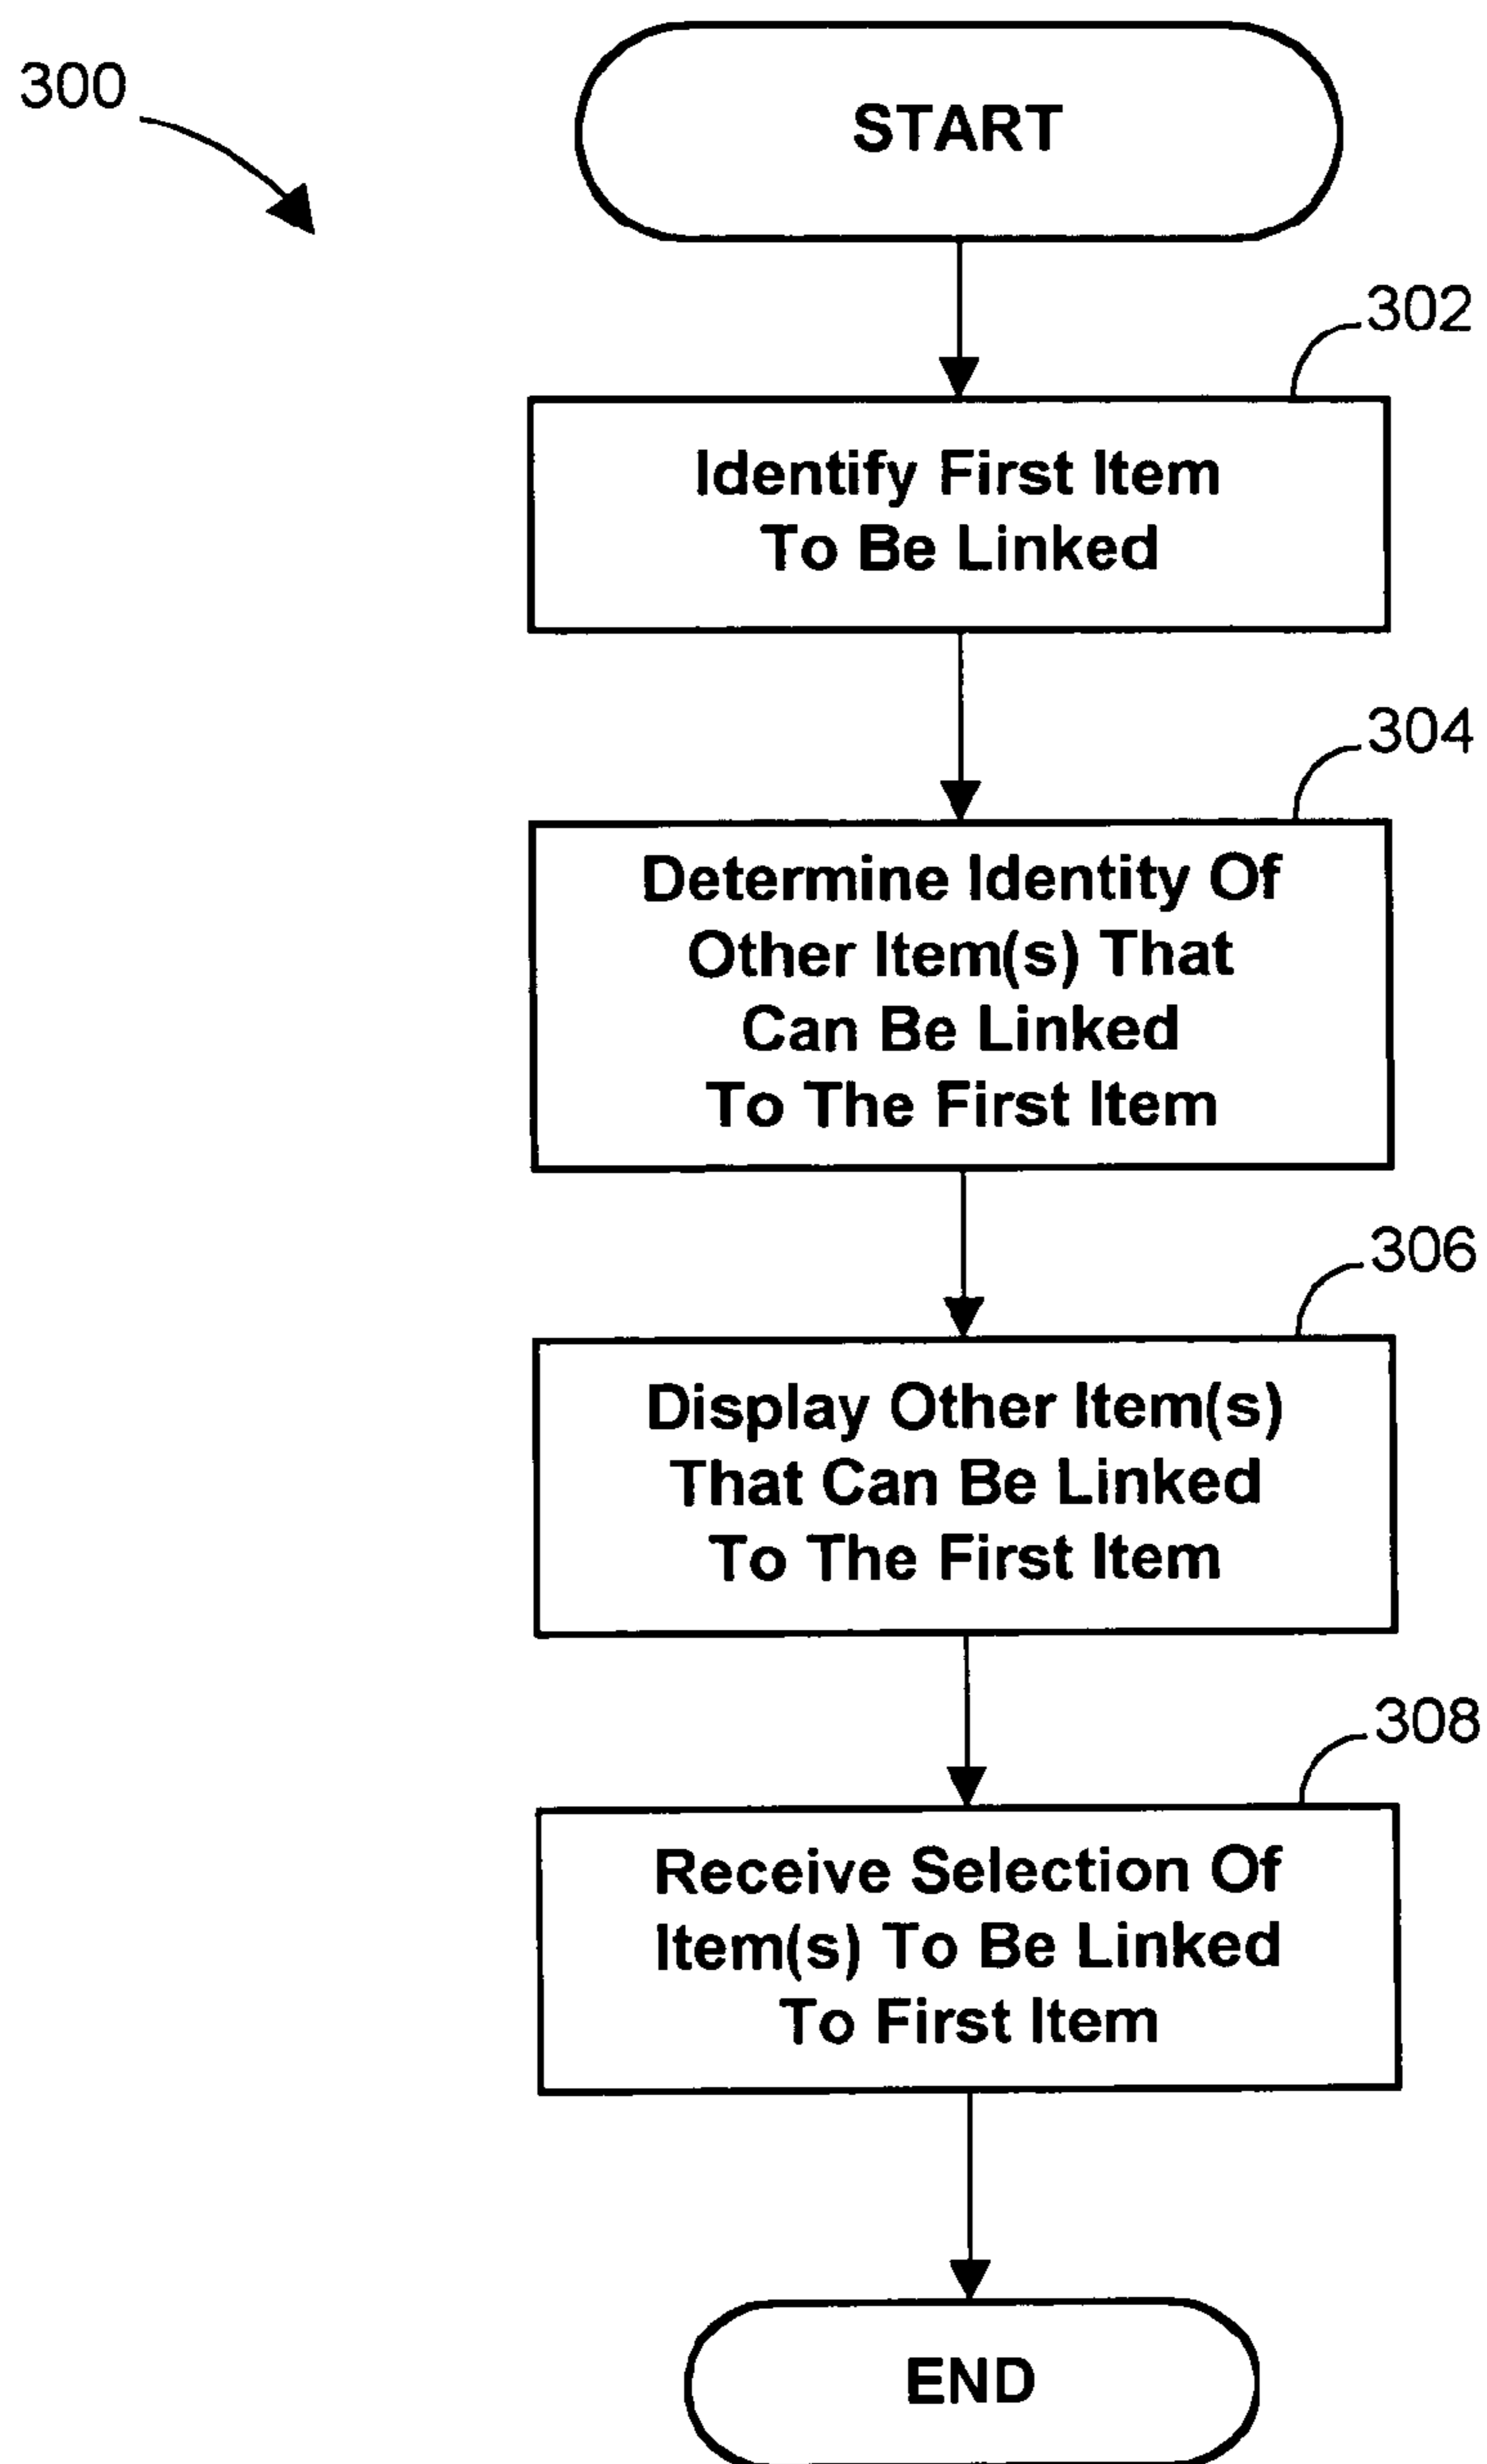 300
START
302
Identify First Item
To Be Linked
304
Determine Identity Of
Other Item(s) That
Can Be Linked
To The First Item
306
Display Other Item(s)
That Can Be Linked
To The First Item
308
Receive Selection Of
Item(s) To Be Linked
To First Item
END